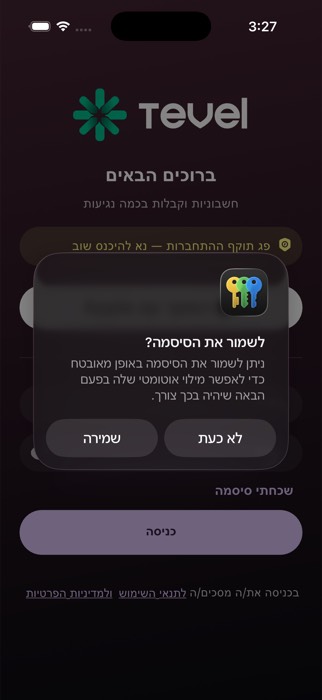 3:27
Tevel
ברוכים הבאים
חשבוניות וקבלות בכמה נגיעות
פג תוקף ההתחברות — נא להיכנס שוב
לשמור את הסיסמה?
ניתן לשמור את הסיסמה באופן מאובטח
כדי לאפשר מילוי אוטומטי שלה בפעם
הבאה שיהיה בכך צורך.
לא כעת
שמירה
שכחתי סיסמה
כניסה
בכניסה את/ה מסכים/ה לתנאי השימוש ולמדיניות הפרטיות